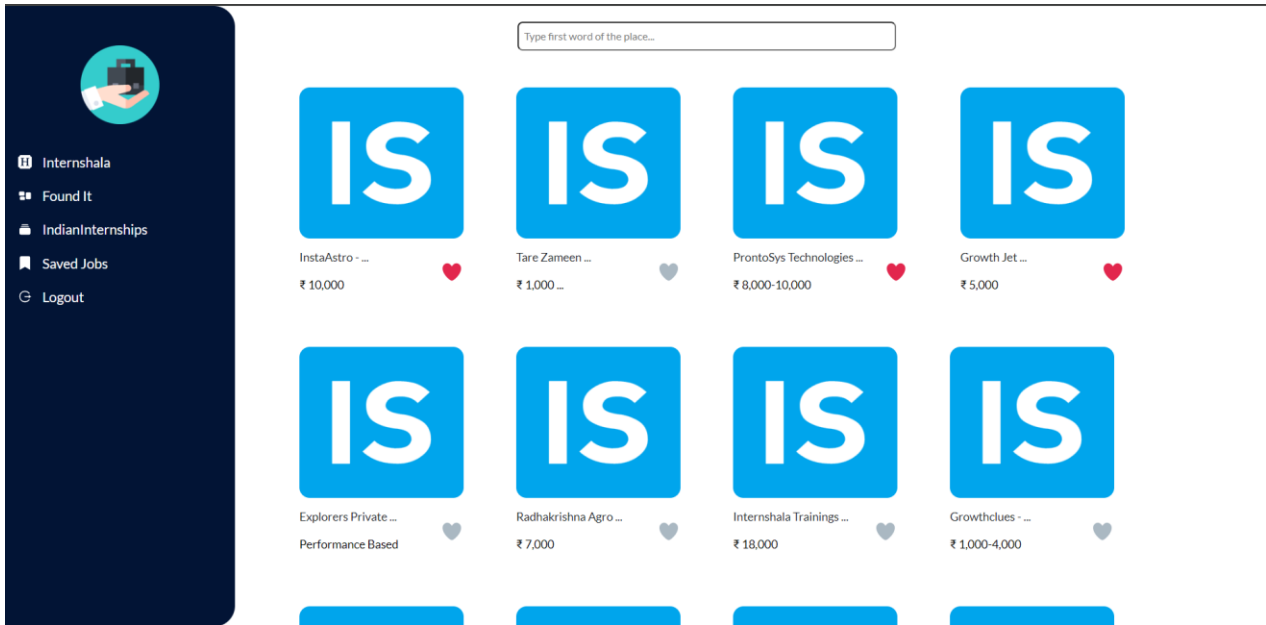 Type first word of the place...
Internshala
Found It
IndianInternships
Saved Jobs
Logout
IS
IS
IS
IS
InstaAstro - ...
₹ 10,000
Tare Zameen ...
₹ 1,000 ...
ProntoSys Technologies ...
₹ 8,000-10,000
Growth Jet ...
₹ 5,000
IS
IS
IS
IS
Explorers Private ...
Performance Based
Radhakrishna Agro ...
₹ 7,000
Internshala Trainings ...
₹ 18,000
Growthclues - ...
₹ 1,000-4,000